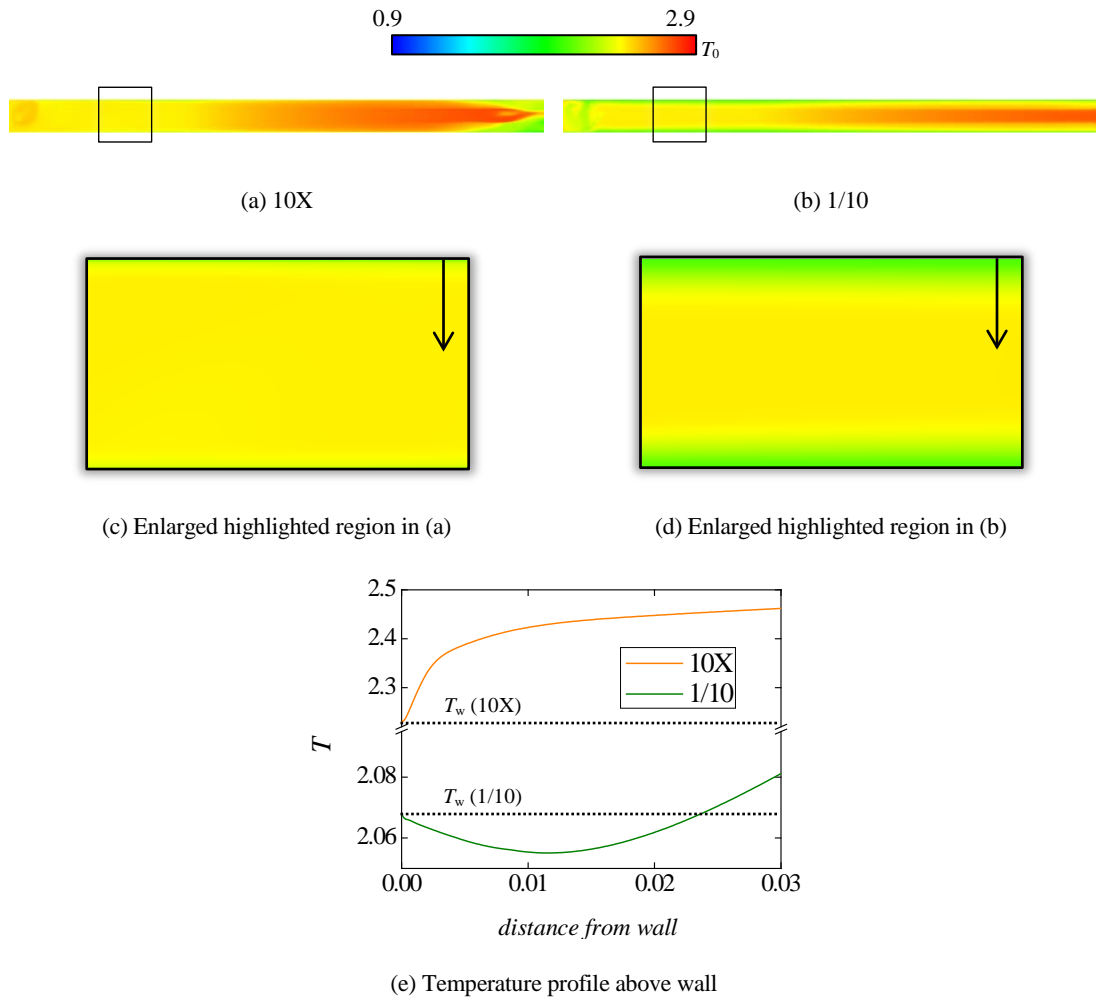 0.9 2.9
T0
(a) 10X (b) 1/10
(c) Enlarged highlighted region in (a) (d) Enlarged highlighted region in (b)
2.5
2.4
2.3
2.08
2.06
T
10X
1/10
Tw (10X)
Tw (1/10)
0.00 0.01 0.02 0.03
distance from wall
(e) Temperature profile above wall